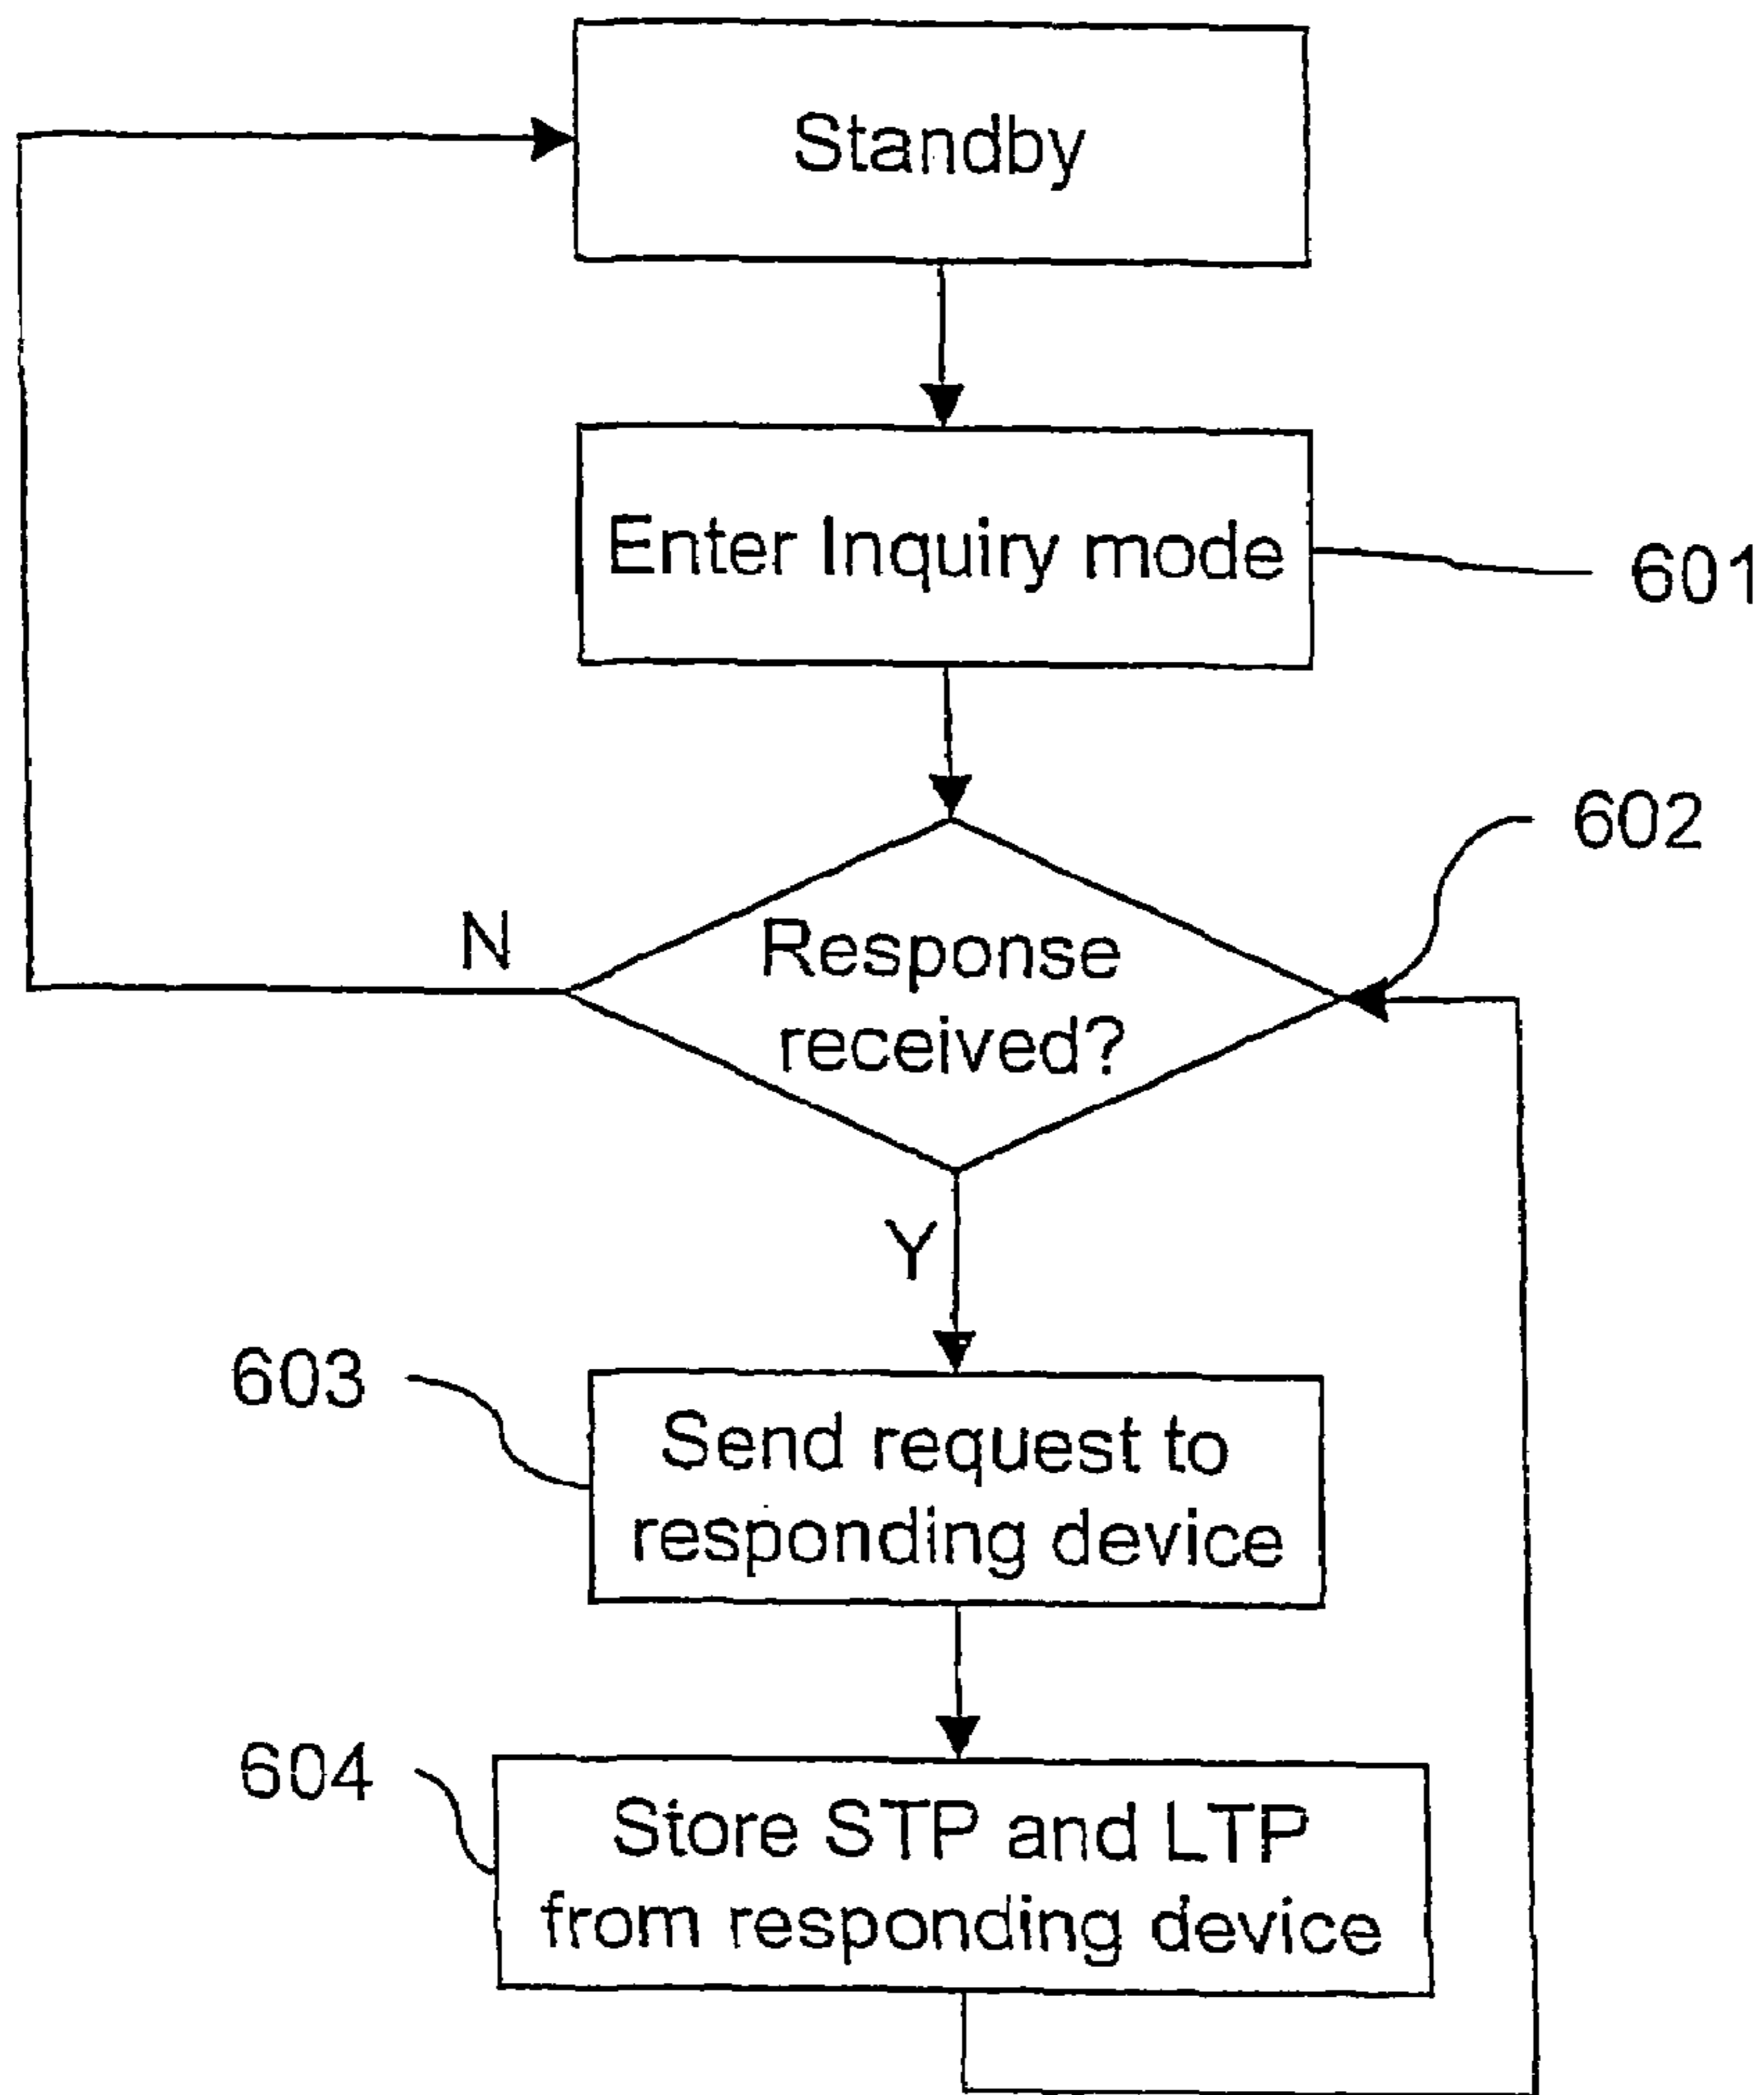 Standby
Enter Inquiry mode
601
602
N
Response
received?
Y
603
Send request to
responding device
604
Store STP and LTP
from responding device